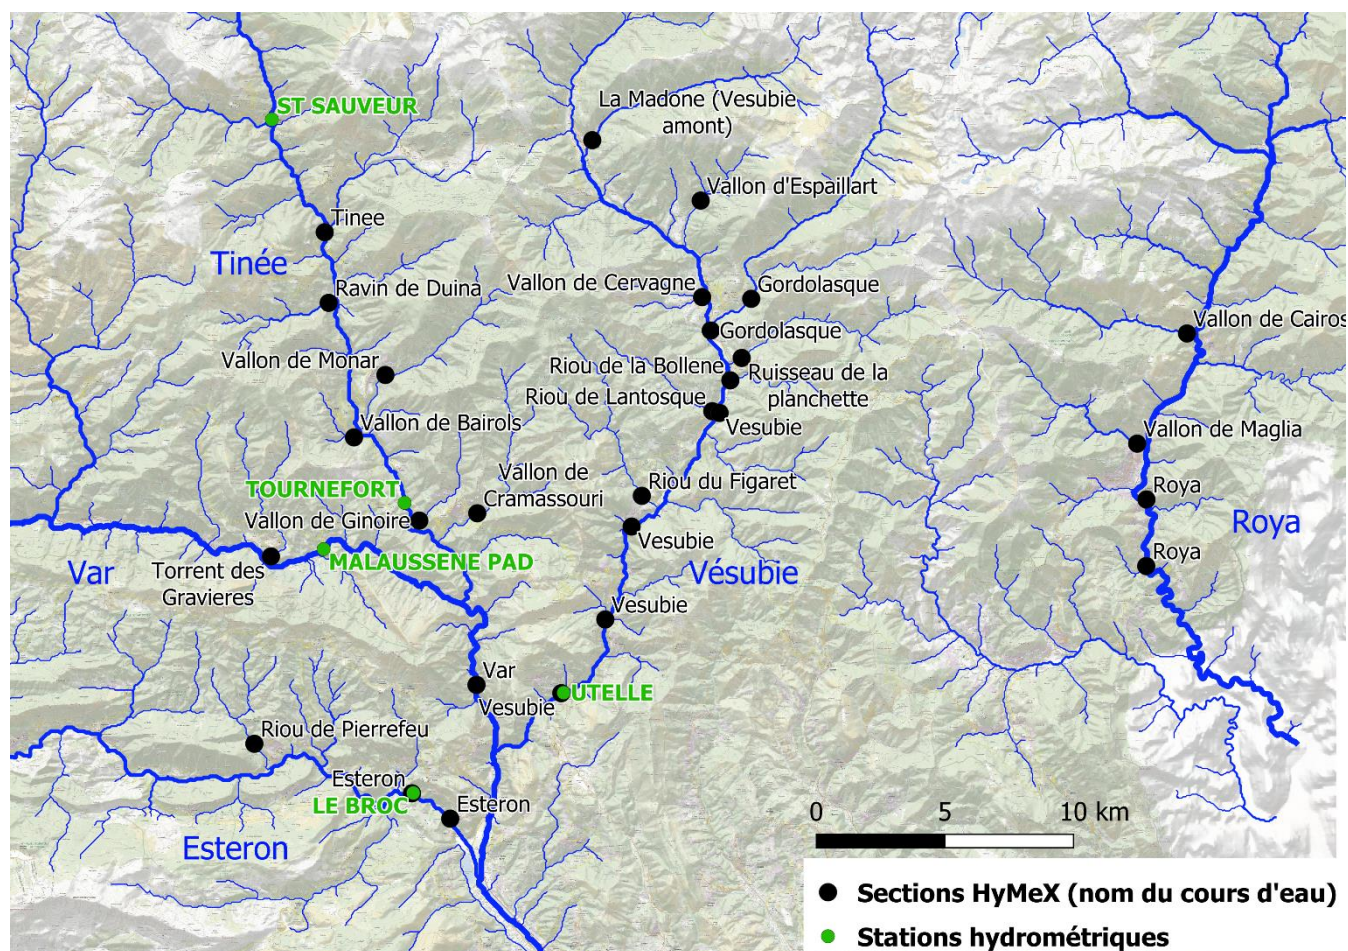 ST SAUVEUR
La Madone (Vesubie
amont)
Vallon d'Espaillart
Tinee
Tinée
Ravin de Duina
Vallon de Cervagne
Gordolasque
Gordolasque
Vallon de Cairos
Vallon de Monar
Riou de la Bollene
Ruisseau de la
planchette
Riou de Lantosque
Vesubie
Vallon de Bairols
Vallon de Maglia
Vallon de
Cramassouri
Riou du Figaret
TOURNEFORT
Vallon de Ginoire
Roya
Roya
Vesubie
MALAUSSENE PAD
Var
Torrent des
Gravieres
Vésubie
Roya
Vesubie
Var
Vesubie
UTELLE
Riou de Pierrefeu
Esteron
LE BROC
Esteron
Esteron
0 5 10 km
Sections HyMeX (nom du cours d'eau)
Stations hydrométriques